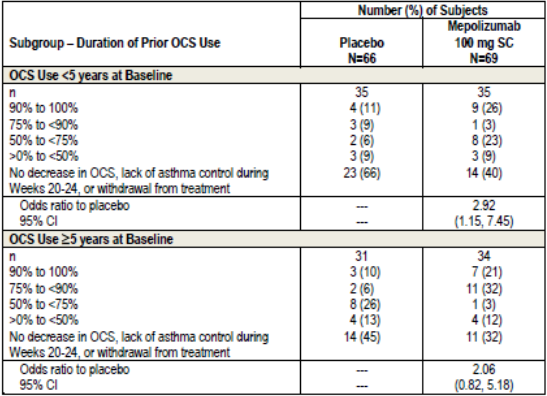 Number (%) of Subjects
Subgroup – Duration of Prior OCS Use Placebo N=66 Mepolizumab 100 mg SC N=69
OCS Use <5 years at Baseline
n 35 35
90% to 100% 4 (11) 9 (26)
75% to <90% 3 (9) 1 (3)
50% to <75% 2 (6) 8 (23)
>0% to <50% 3 (9) 3 (9)
No decrease in OCS, lack of asthma control during 23 (66) 14 (40)
Weeks 20-24, or withdrawal from treatment
Odds ratio to placebo --- 2.92
95% CI --- (1.15, 7.45)
OCS Use ≥5 years at Baseline
n 31 34
90% to 100% 3 (10) 7 (21)
75% to <90% 2 (6) 11 (32)
50% to <75% 8 (26) 1 (3)
>0% to <50% 4 (13) 4 (12)
No decrease in OCS, lack of asthma control during 14 (45) 11 (32)
Weeks 20-24, or withdrawal from treatment
Odds ratio to placebo --- 2.06
95% CI --- (0.82, 5.18)